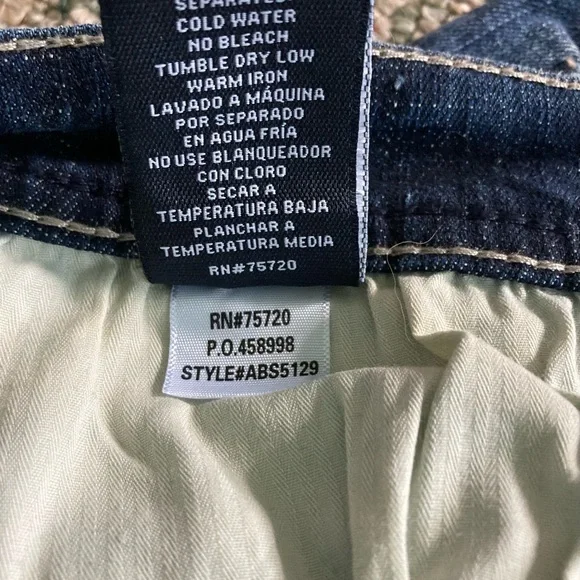 SEPARATELY
COLD WATER
NO BLEACH
TUMBLE DRY LOW
WARM IRON
LAVADO A MÁQUINA
POR SEPARADO
EN AGUA FRÍA
NO USE BLANQUEADOR
CON CLORO
SECAR A
TEMPERATURA BAJA
PLANCHAR A
TEMPERATURA MEDIA
RN#75720
RN#75720
P.O.458998
STYLE#ABS5129